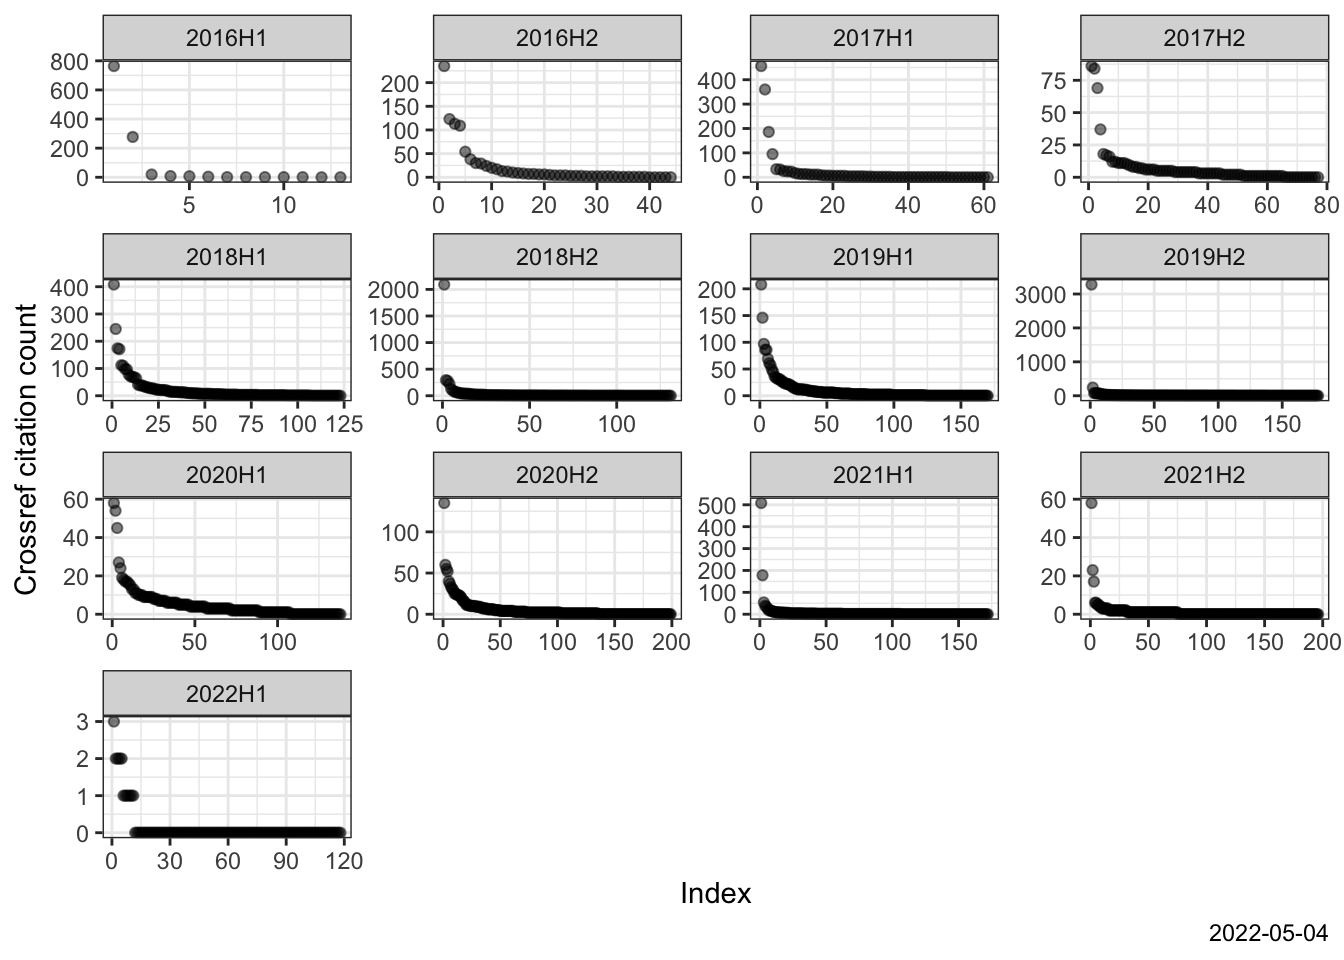 2016H1 2016H2 2017H1 2017H2
800 600 400 200 0
200 150 100 50 0
400 300 200 100 0
75 50 25 0
5 10
0 10 20 30 40
0 20 40 60
0 20 40 60 80
2018H1 2018H2 2019H1 2019H2
400 300 200 100 0
2000 1500 1000 500 0
200 150 100 50 0
3000 2000 1000 0
0 25 50 75 100 125
0 50 100
0 50 100 150
0 50 100 150
Crossref citation count
2020H1 2020H2 2021H1 2021H2
60 40 20 0
100 50 0
500 400 300 200 100 0
60 40 20 0
0 50 100
0 50 100 150 200
0 50 100 150
0 50 100 150 200
2022H1
3 2 1 0
0 30 60 90 120
Index
2022-05-04